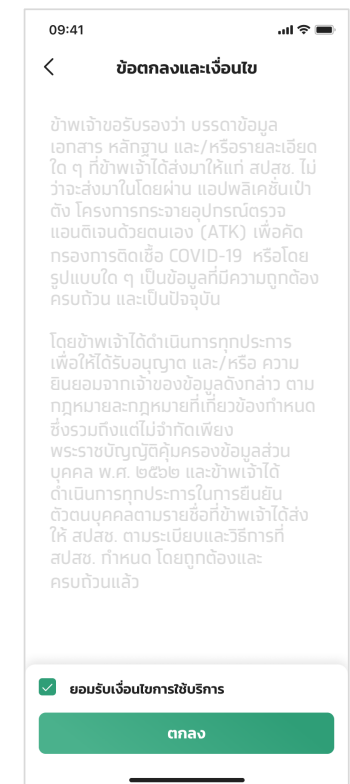 09:41
ข้อตกลงและเงื่อนไข
ข้าพเจ้าขอรับรองว่า บรรดาข้อมูล
เอกสาร หลักฐาน และ/หรือรายละเอียด
ใด ๆ ที่ข้าพเจ้าได้ส่งมาให้แก่ สปสช. ไม่
ว่าจะส่งมาในโดยผ่าน แอปพลิเคชั่นเป๋า
ตัง โครงการกระจายอุปกรณ์ตรวจ
แอนติเจนด้วยตนเอง (ATK) เพื่อคัด
กรองการติดเชื้อ COVID-19 หรือโดย
รูปแบบใด ๆ เป็นข้อมูลที่มีความถูกต้อง
ครบถ้วน และเป็นปัจจุบัน
โดยข้าพเจ้าได้ดำเนินการทุกประการ
เพื่อให้ได้รับอนุญาต และ/หรือ ความ
ยินยอมจากเจ้าของข้อมูลดังกล่าว ตาม
กฎหมายละกฎหมายที่เกี่ยวข้องกำหนด
ซึ่งรวมถึงแต่ไม่จำกัดเพียง
พระราชบัญญัติคุ้มครองข้อมูลส่วน
บุคคล พ.ศ. ๒๕๖๒ และข้าพเจ้าได้
ดำเนินการทุกประการในการยืนยัน
ตัวตนบุคคลตามรายชื่อที่ข้าพเจ้าได้ส่ง
ให้ สปสช. ตามระเบียบและวิธีการที่
สปสช. กำหนด โดยถูกต้องและ
ครบถ้วนแล้ว
ยอมรับเงื่อนไขการใช้บริการ
ตกลง